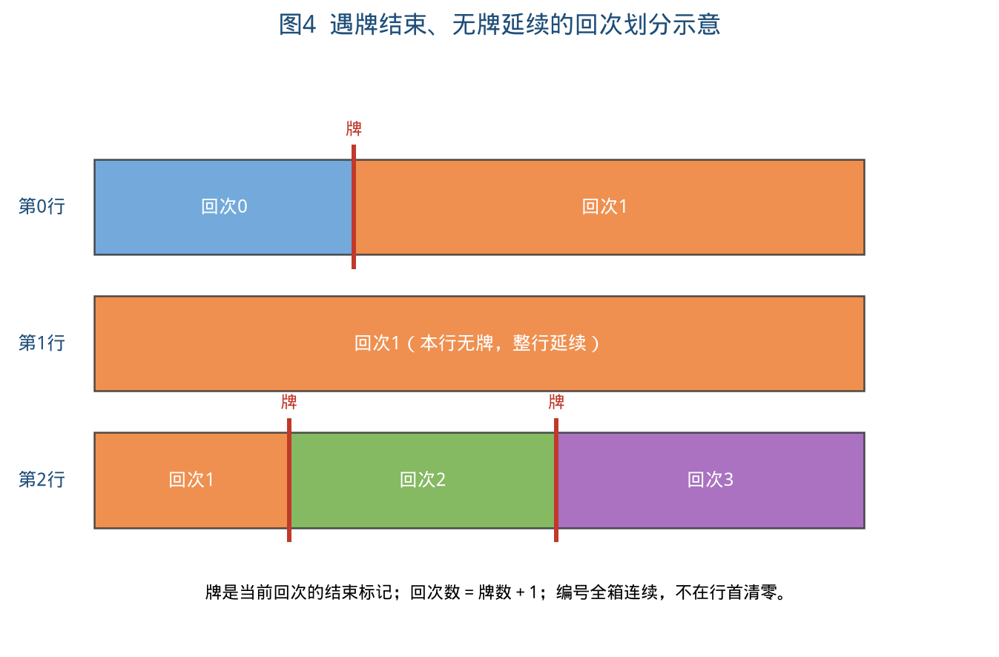 图4 遇牌结束、无牌延续的回次划分示意
牌
第0行 回次0 回次1
第1行 回次1（本行无牌，整行延续）
牌 牌
第2行 回次1 回次2 回次3
牌是当前回次的结束标记；回次数 = 牌数 + 1；编号全箱连续，不在行首清零。